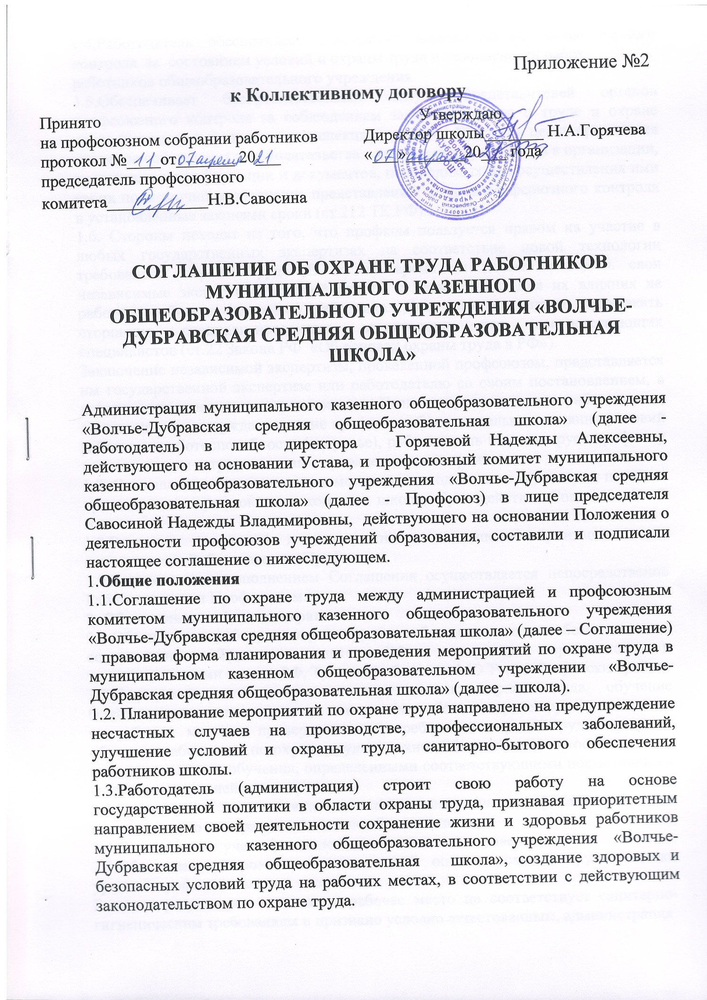 Приложение №2
к Коллективному договору
Принято
на профсоюзном собрании работников
протокол № 11 от 07 апреля 2021
председатель профсоюзного
комитета____________Н.В.Савосина
Утверждаю
Директор школы_______ Н.А.Горячева
«07» апреля 2021 года
Волчье-
Дубравская
СОГЛАШЕНИЕ ОБ ОХРАНЕ ТРУДА РАБОТНИКОВ
МУНИЦИПАЛЬНОГО КАЗЕННОГО
ОБЩЕОБРАЗОВАТЕЛЬНОГО УЧРЕЖДЕНИЯ «ВОЛЧЬЕ-
ДУБРАВСКАЯ СРЕДНЯЯ ОБЩЕОБРАЗОВАТЕЛЬНАЯ
ШКОЛА»
Администрация муниципального казенного общеобразовательного учреждения
«Волчье-Дубравская средняя общеобразовательная школа» (далее -
Работодатель) в лице директора Горячевой Надежды Алексеевны,
действующего на основании Устава, и профсоюзный комитет муниципального
казенного общеобразовательного учреждения «Волчье-Дубравская средняя
общеобразовательная школа» (далее - Профсоюз) в лице председателя
Савосиной Надежды Владимировны, действующего на основании Положения о
деятельности профсоюзов учреждений образования, составили и подписали
настоящее соглашение о нижеследующем.
1.Общие положения
1.1.Соглашение по охране труда между администрацией и профсоюзным
комитетом муниципального казенного общеобразовательного учреждения
«Волчье-Дубравская средняя общеобразовательная школа» (далее – Соглашение)
- правовая форма планирования и проведения мероприятий по охране труда в
муниципальном казенном общеобразовательном учреждении «Волчье-
Дубравская средняя общеобразовательная школа» (далее – школа).
1.2. Планирование мероприятий по охране труда направлено на предупреждение
несчастных случаев на производстве, профессиональных заболеваний,
улучшение условий и охраны труда, санитарно-бытового обеспечения
работников школы.
1.3.Работодатель (администрация) строит свою работу на основе
государственной политики в области охраны труда, признавая приоритетным
направлением своей деятельности сохранение жизни и здоровья работников
муниципального казенного общеобразовательного учреждения «Волчье-
Дубравская средняя общеобразовательная школа», создание здоровых и
безопасных условий труда на рабочих местах, в соответствии с действующим
законодательством по охране труда.